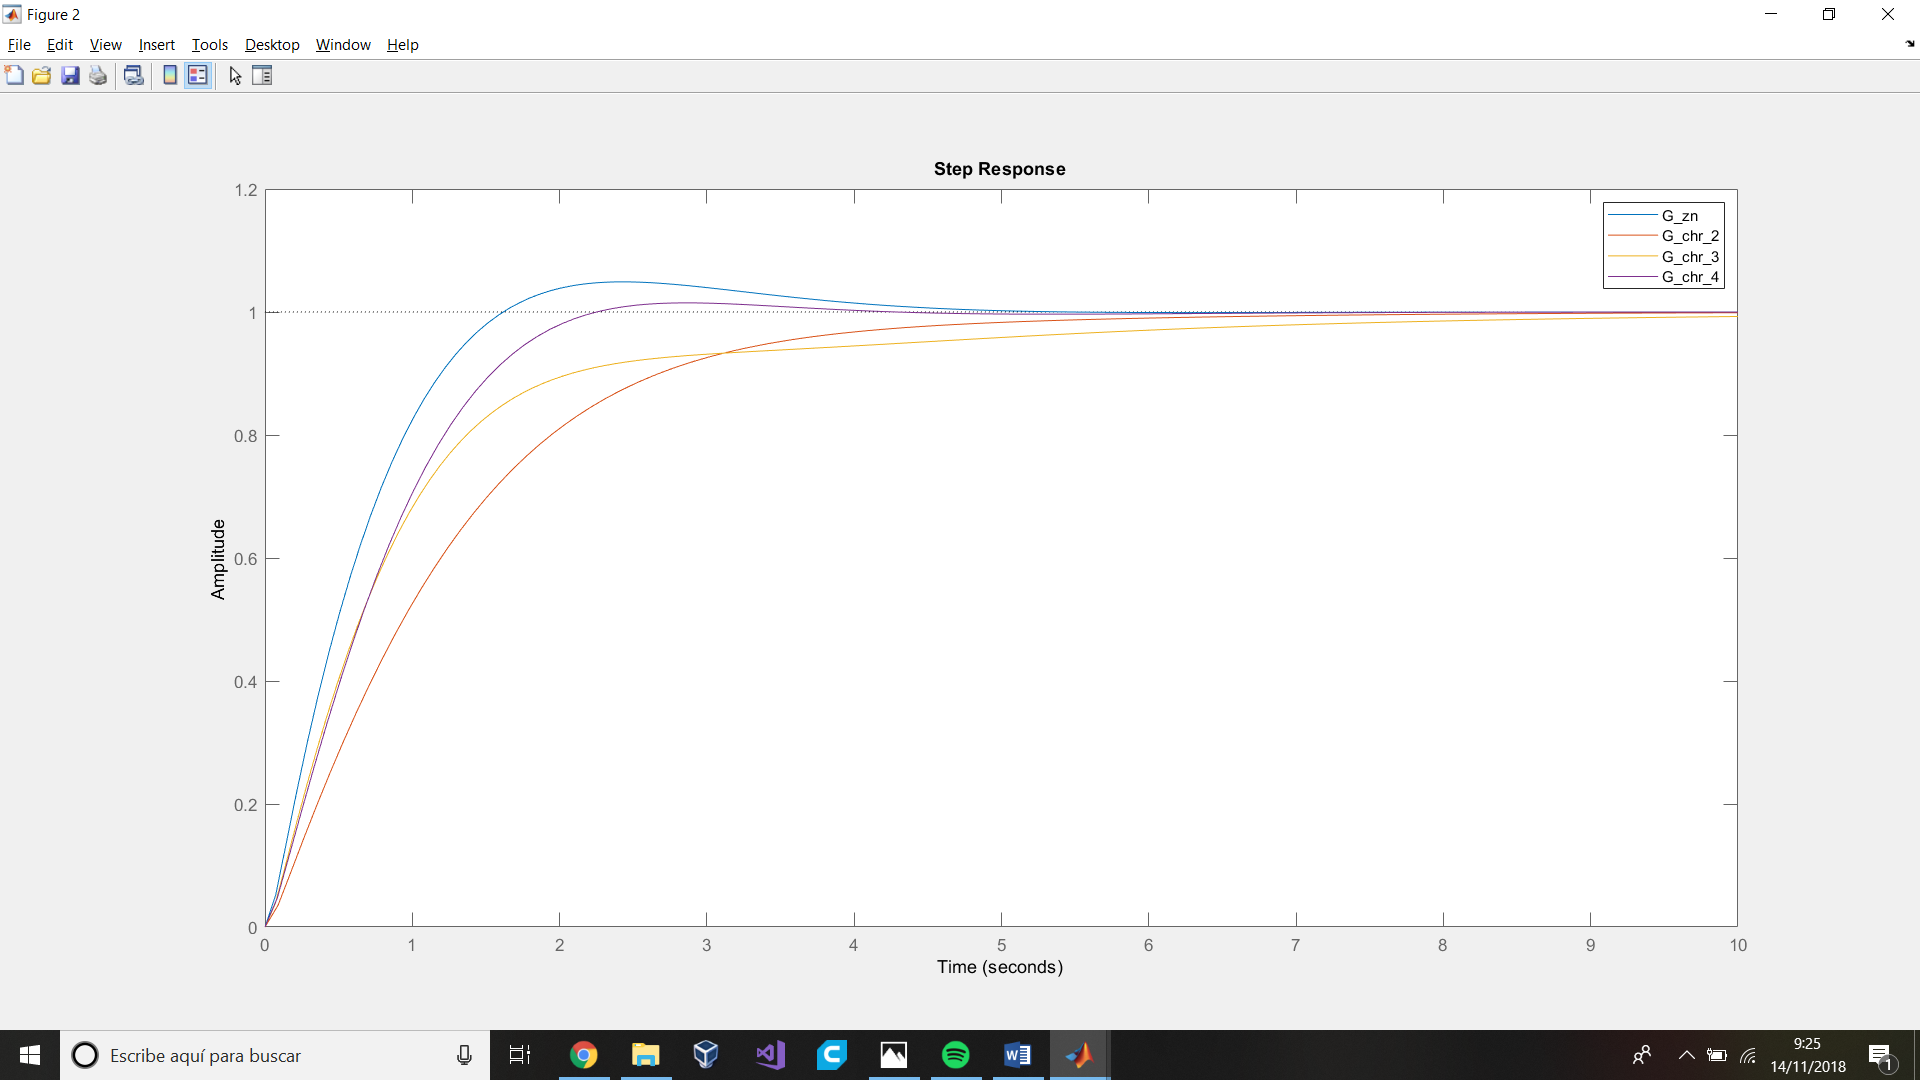 Figure 2
File Edit View Insert Tools Desktop Window Help
Step Response
G_zn
G_chr_2
G_chr_3
G_chr_4
Amplitude
1.2
1
0.8
0.6
0.4
0.2
0
0 1 2 3 4 5 6 7 8 9 10
Time (seconds)
Escribe aquí para buscar
9:25
14/11/2018
1